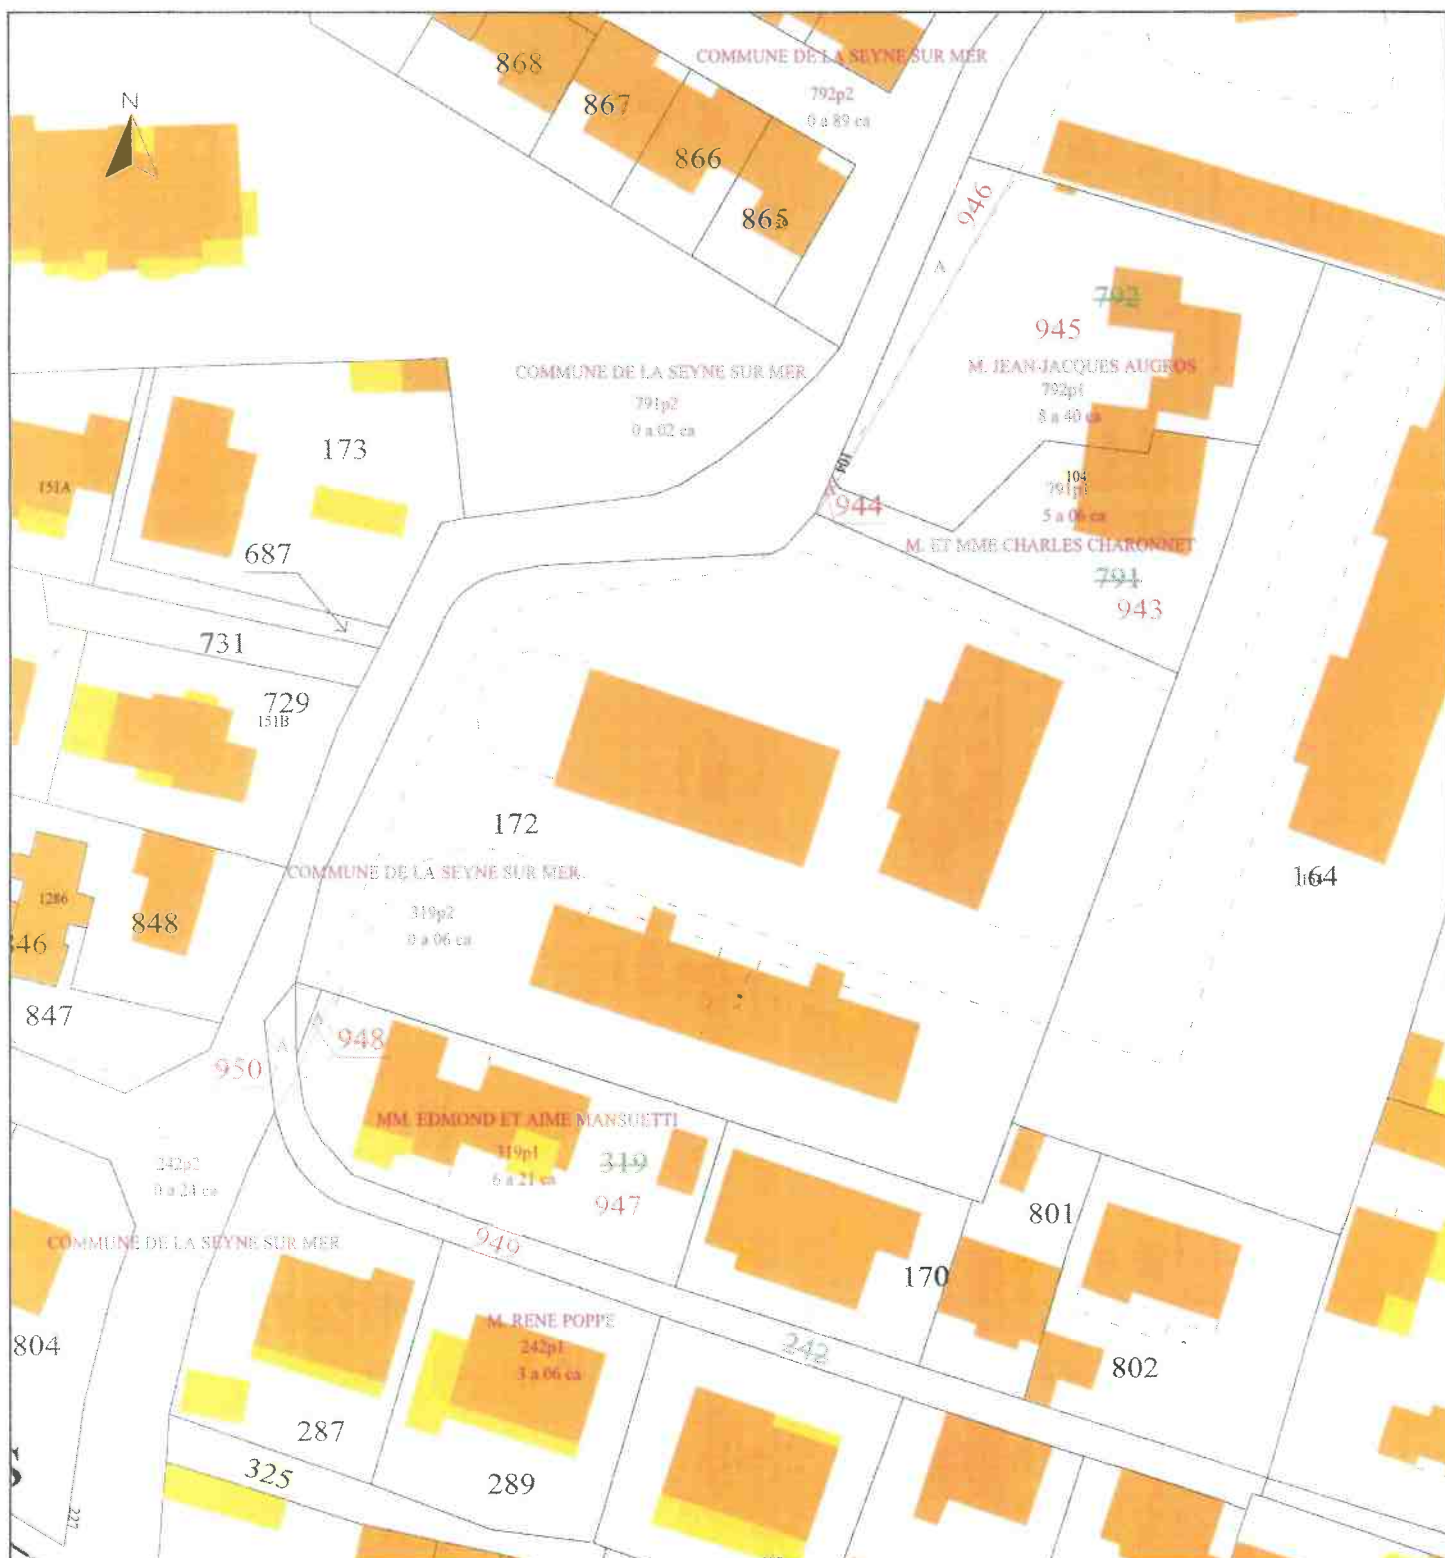 COMMUNE DE LA SEYNE SUR MER
792p2
0 a 89 ca
868
867
866
865
N
946
A
792
945
M. JEAN-JACQUES AUGROS
792p1
8 a 40 ca
COMMUNE DE LA SEYNE SUR MER
791p2
0 a 02 ca
173
151A
687
104
A
944
104
791p1
5 a 06 ca
M. ET MME CHARLES CHARONNET
791
943
731
729
151B
172
164
COMMUNE DE LA SEYNE SUR MER
319p2
0 a 06 ca
1286
848
846
847
948
A
A
950
MM. EDMOND ET AIME MANSUETTI
319p1
6 a 21 ca
319
947
242p2
0 a 24 ca
COMMUNE DE LA SEYNE SUR MER
949
801
170
M. RENE POPPE
242p1
3 a 06 ca
242
802
804
287
325
289
S
227